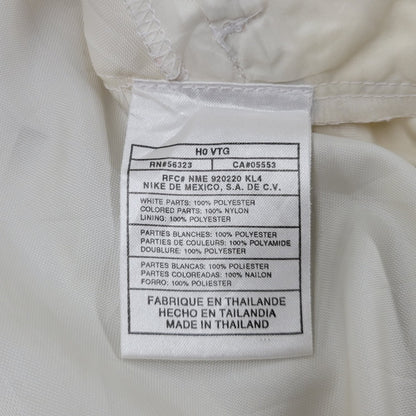 H0 VTG
RN#56323 CA#05553
RFC# NME 920220 KL4
NIKE DE MEXICO, S.A. DE C.V.
WHITE PARTS: 100% POLYESTER
COLORED PARTS: 100% NYLON
LINING: 100% POLYESTER
PARTIES BLANCHES: 100% POLYESTER
PARTIES DE COULEURS: 100% POLYAMIDE
DOUBLURE: 100% POLYESTER
PARTES BLANCAS: 100% POLIESTER
PARTES COLOREADAS: 100% NAILON
FORRO: 100% POLIESTER
FABRIQUE EN THAILANDE
HECHO EN TAILANDIA
MADE IN THAILAND